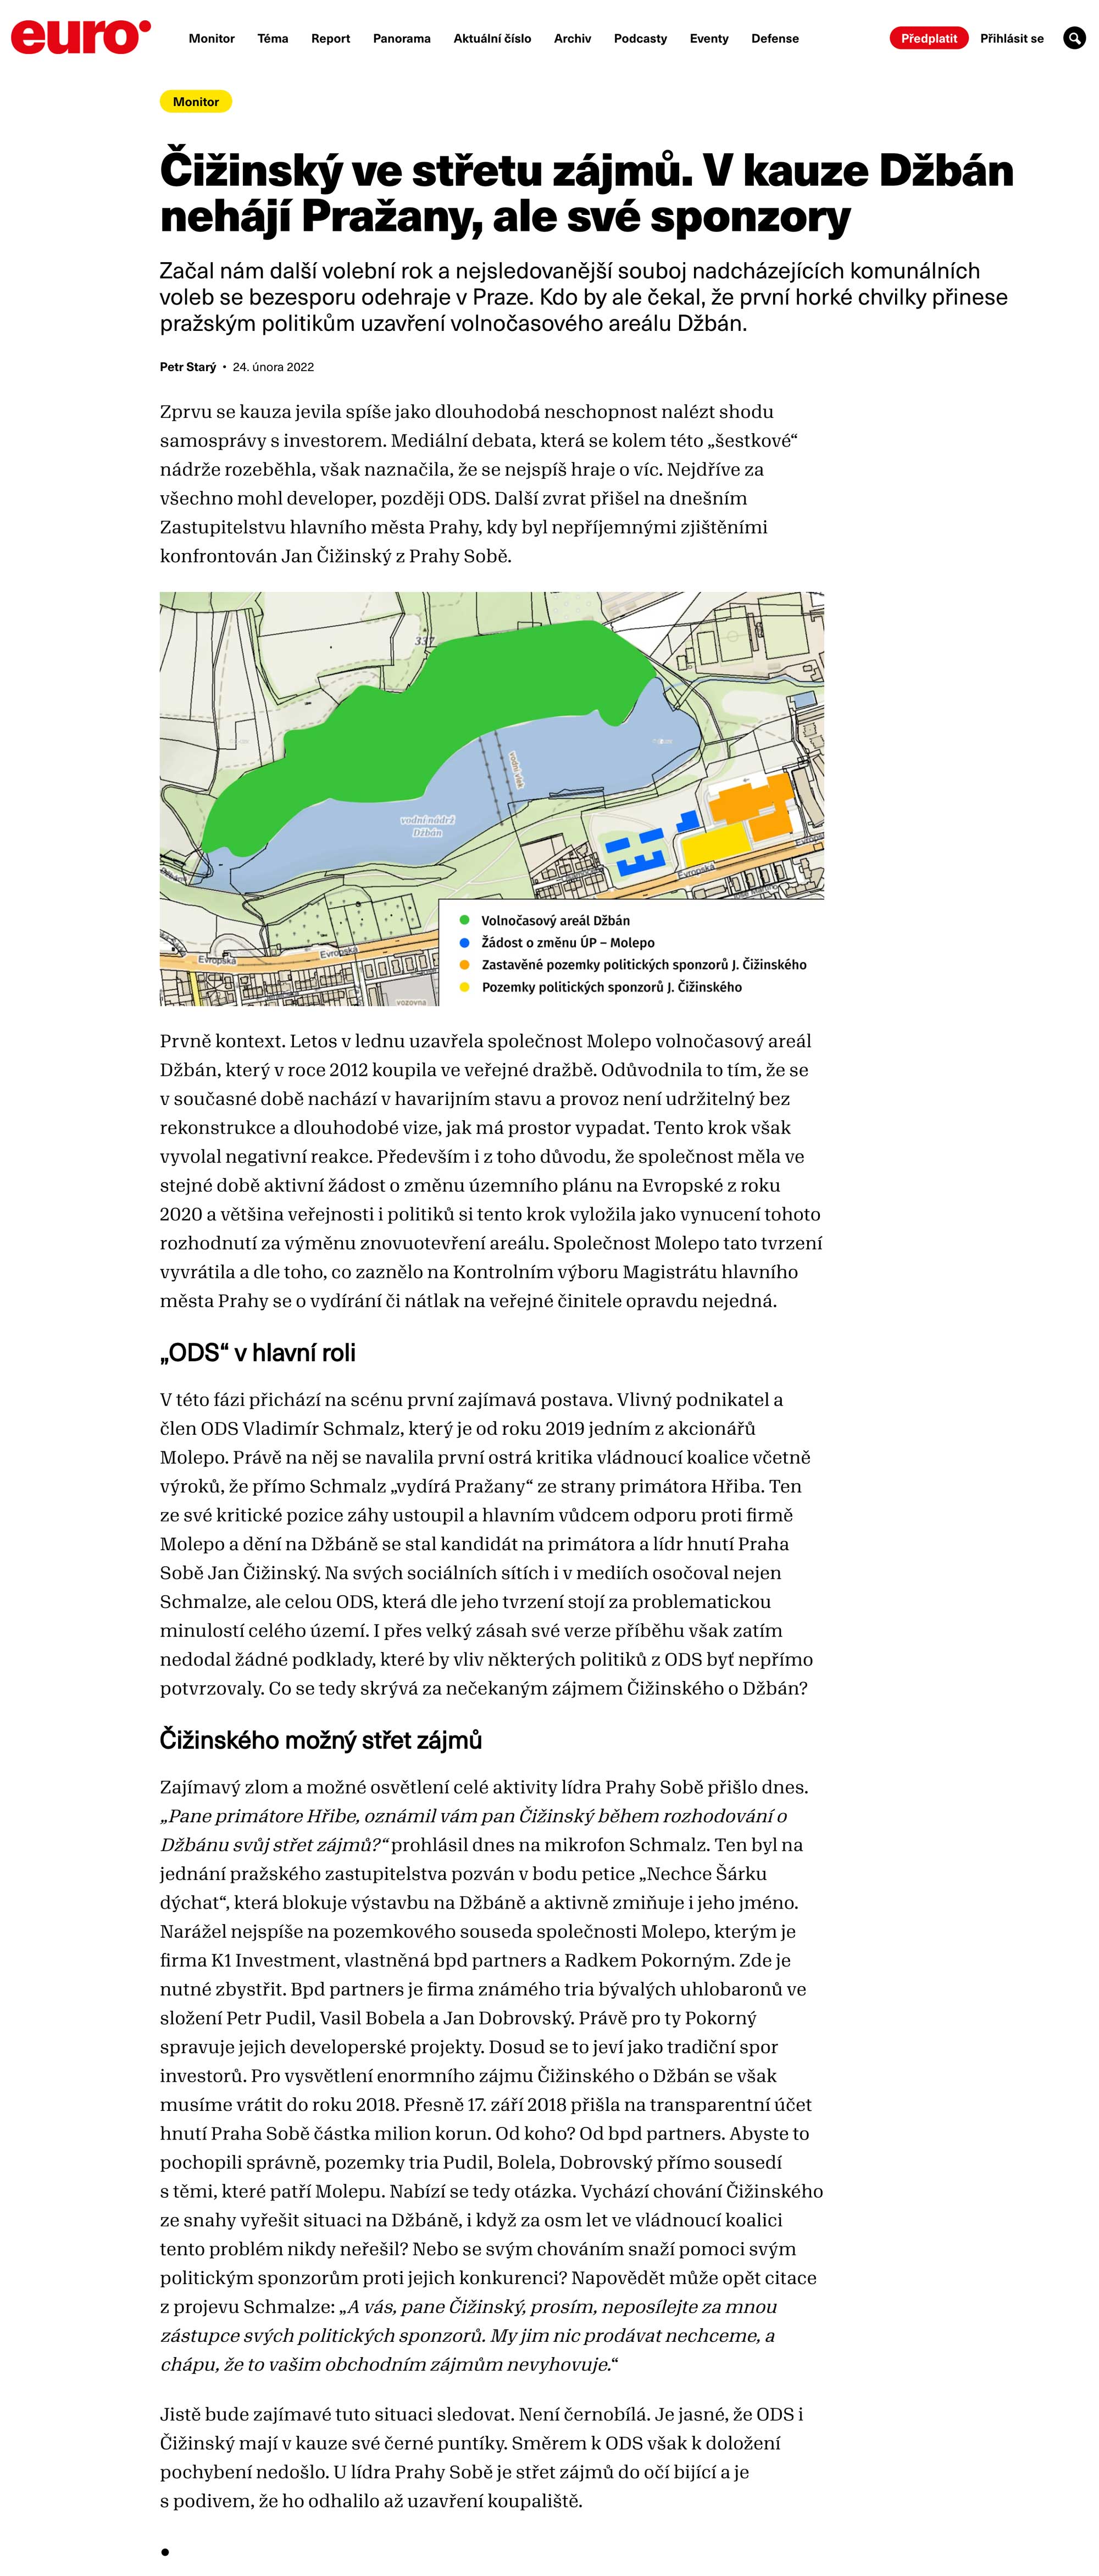 euro
Monitor Téma Report Panorama Aktuální číslo Archiv Podcasty Eventy Defense Předplatit Přihlásit se
Monitor
Čižinský ve střetu zájmů. V kauze Džbán
nehájí Pražany, ale své sponzory
Začal nám další volební rok a nejsledovanější souboj nadcházejících komunálních
voleb se bezesporu odehraje v Praze. Kdo by ale čekal, že první horké chvilky přinese
pražským politikům uzavření volnočasového areálu Džbán.
Petr Starý • 24. února 2022
Zprvu se kauza jevila spíše jako dlouhodobá neschopnost nalézt shodu
samosprávy s investorem. Mediální debata, která se kolem této „šestkové“
nádrže rozeběhla, však naznačila, že se nejspíš hraje o víc. Nejdříve za
všechno mohl developer, později ODS. Další zvrat přišel na dnešním
Zastupitelstvu hlavního města Prahy, kdy byl nepříjemnými zjištěními
konfrontován Jan Čižinský z Prahy Sobě.
337
vodní vlek
vodní nádrž
Džbán
Evropská
Evropská
Evropská
vozovna
Volnočasový areál Džbán
Žádost o změnu ÚP – Molepo
Zastavěné pozemky politických sponzorů J. Čižinského
Pozemky politických sponzorů J. Čižinského
Prvně kontext. Letos v lednu uzavřela společnost Molepo volnočasový areál
Džbán, který v roce 2012 koupila ve veřejné dražbě. Odůvodnila to tím, že se
v současné době nachází v havarijním stavu a provoz není udržitelný bez
rekonstrukce a dlouhodobé vize, jak má prostor vypadat. Tento krok však
vyvolal negativní reakce. Především i z toho důvodu, že společnost měla ve
stejné době aktivní žádost o změnu územního plánu na Evropské z roku
2020 a většina veřejnosti i politiků si tento krok vyložila jako vynucení tohoto
rozhodnutí za výměnu znovuotevření areálu. Společnost Molepo tato tvrzení
vyvrátila a dle toho, co zaznělo na Kontrolním výboru Magistrátu hlavního
města Prahy se o vydírání či nátlak na veřejné činitele opravdu nejedná.
„ODS“ v hlavní roli
V této fázi přichází na scénu první zajímavá postava. Vlivný podnikatel a
člen ODS Vladimír Schmalz, který je od roku 2019 jedním z akcionářů
Molepo. Právě na něj se navalila první ostrá kritika vládnoucí koalice včetně
výroků, že přímo Schmalz „vydírá Pražany“ ze strany primátora Hřiba. Ten
ze své kritické pozice záhy ustoupil a hlavním vůdcem odporu proti firmě
Molepo a dění na Džbáně se stal kandidát na primátora a lídr hnutí Praha
Sobě Jan Čižinský. Na svých sociálních sítích i v mediích osočoval nejen
Schmalze, ale celou ODS, která dle jeho tvrzení stojí za problematickou
minulostí celého území. I přes velký zásah své verze příběhu však zatím
nedodal žádné podklady, které by vliv některých politiků z ODS byť nepřímo
potvrzovaly. Co se tedy skrývá za nečekaným zájmem Čižinského o Džbán?
Čižinského možný střet zájmů
Zajímavý zlom a možné osvětlení celé aktivity lídra Prahy Sobě přišlo dnes.
„Pane primátore Hřibe, oznámil vám pan Čižinský během rozhodování o
Džbánu svůj střet zájmů?“ prohlásil dnes na mikrofon Schmalz. Ten byl na
jednání pražského zastupitelstva pozván v bodu petice „Nechce Šárku
dýchat“, která blokuje výstavbu na Džbáně a aktivně zmiňuje i jeho jméno.
Narážel nejspíše na pozemkového souseda společnosti Molepo, kterým je
firma K1 Investment, vlastněná bpd partners a Radkem Pokorným. Zde je
nutné zbystřit. Bpd partners je firma známého tria bývalých uhlobaronů ve
složení Petr Pudil, Vasil Bobela a Jan Dobrovský. Právě pro ty Pokorný
spravuje jejich developerské projekty. Dosud se to jeví jako tradiční spor
investorů. Pro vysvětlení enormního zájmu Čižinského o Džbán se však
musíme vrátit do roku 2018. Přesně 17. září 2018 přišla na transparentní účet
hnutí Praha Sobě částka milion korun. Od koho? Od bpd partners. Abyste to
pochopili správně, pozemky tria Pudil, Bolela, Dobrovský přímo sousedí
s těmi, které patří Molepu. Nabízí se tedy otázka. Vychází chování Čižinského
ze snahy vyřešit situaci na Džbáně, i když za osm let ve vládnoucí koalici
tento problém nikdy neřešil? Nebo se svým chováním snaží pomoci svým
politickým sponzorům proti jejich konkurenci? Napovědět může opět citace
z projevu Schmalze: „A vás, pane Čižinský, prosím, neposílejte za mnou
zástupce svých politických sponzorů. My jim nic prodávat nechceme, a
chápu, že to vašim obchodním zájmům nevyhovuje.“
Jistě bude zajímavé tuto situaci sledovat. Není černobílá. Je jasné, že ODS i
Čižinský mají v kauze své černé puntíky. Směrem k ODS však k doložení
pochybení nedošlo. U lídra Prahy Sobě je střet zájmů do očí bijící a je
s podivem, že ho odhalilo až uzavření koupaliště.